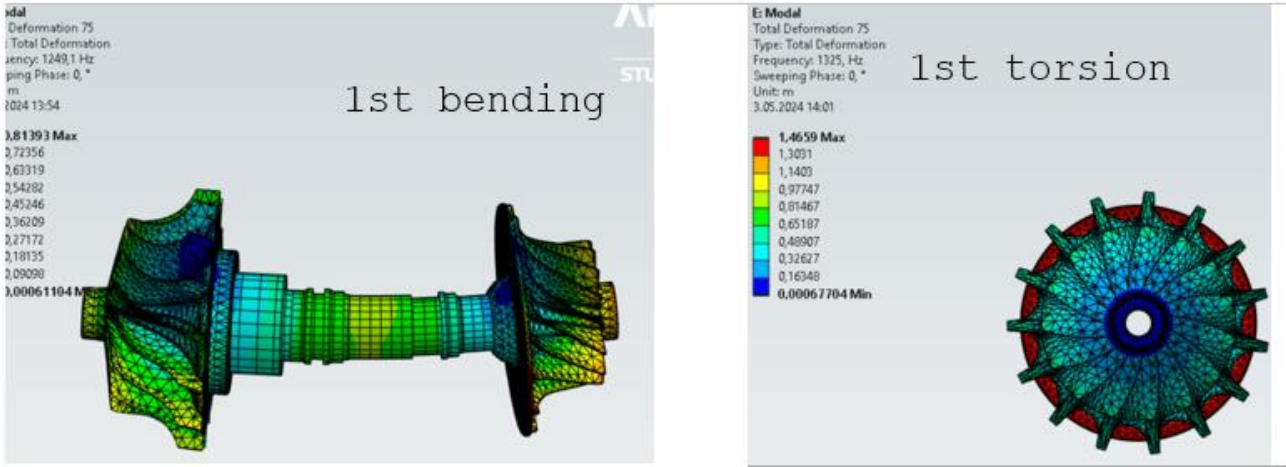 odal
Deformation 75
: Total Deformation
uency: 1249,1 Hz
ping Phase: 0, °
m
2024 13:54
0,81393 Max
0,72356
0,63319
0,54282
0,45246
0,36209
0,27172
0,18135
0,09098
0,00061104 M
1st bending
STU
E: Modal
Total Deformation 75
Type: Total Deformation
Frequency: 1325, Hz
Sweeping Phase: 0, °
Unit: m
3.05.2024 14:01
1,4659 Max
1,3031
1,1403
0,97747
0,81467
0,65187
0,48907
0,32627
0,16348
0,00067704 Min
1st torsion